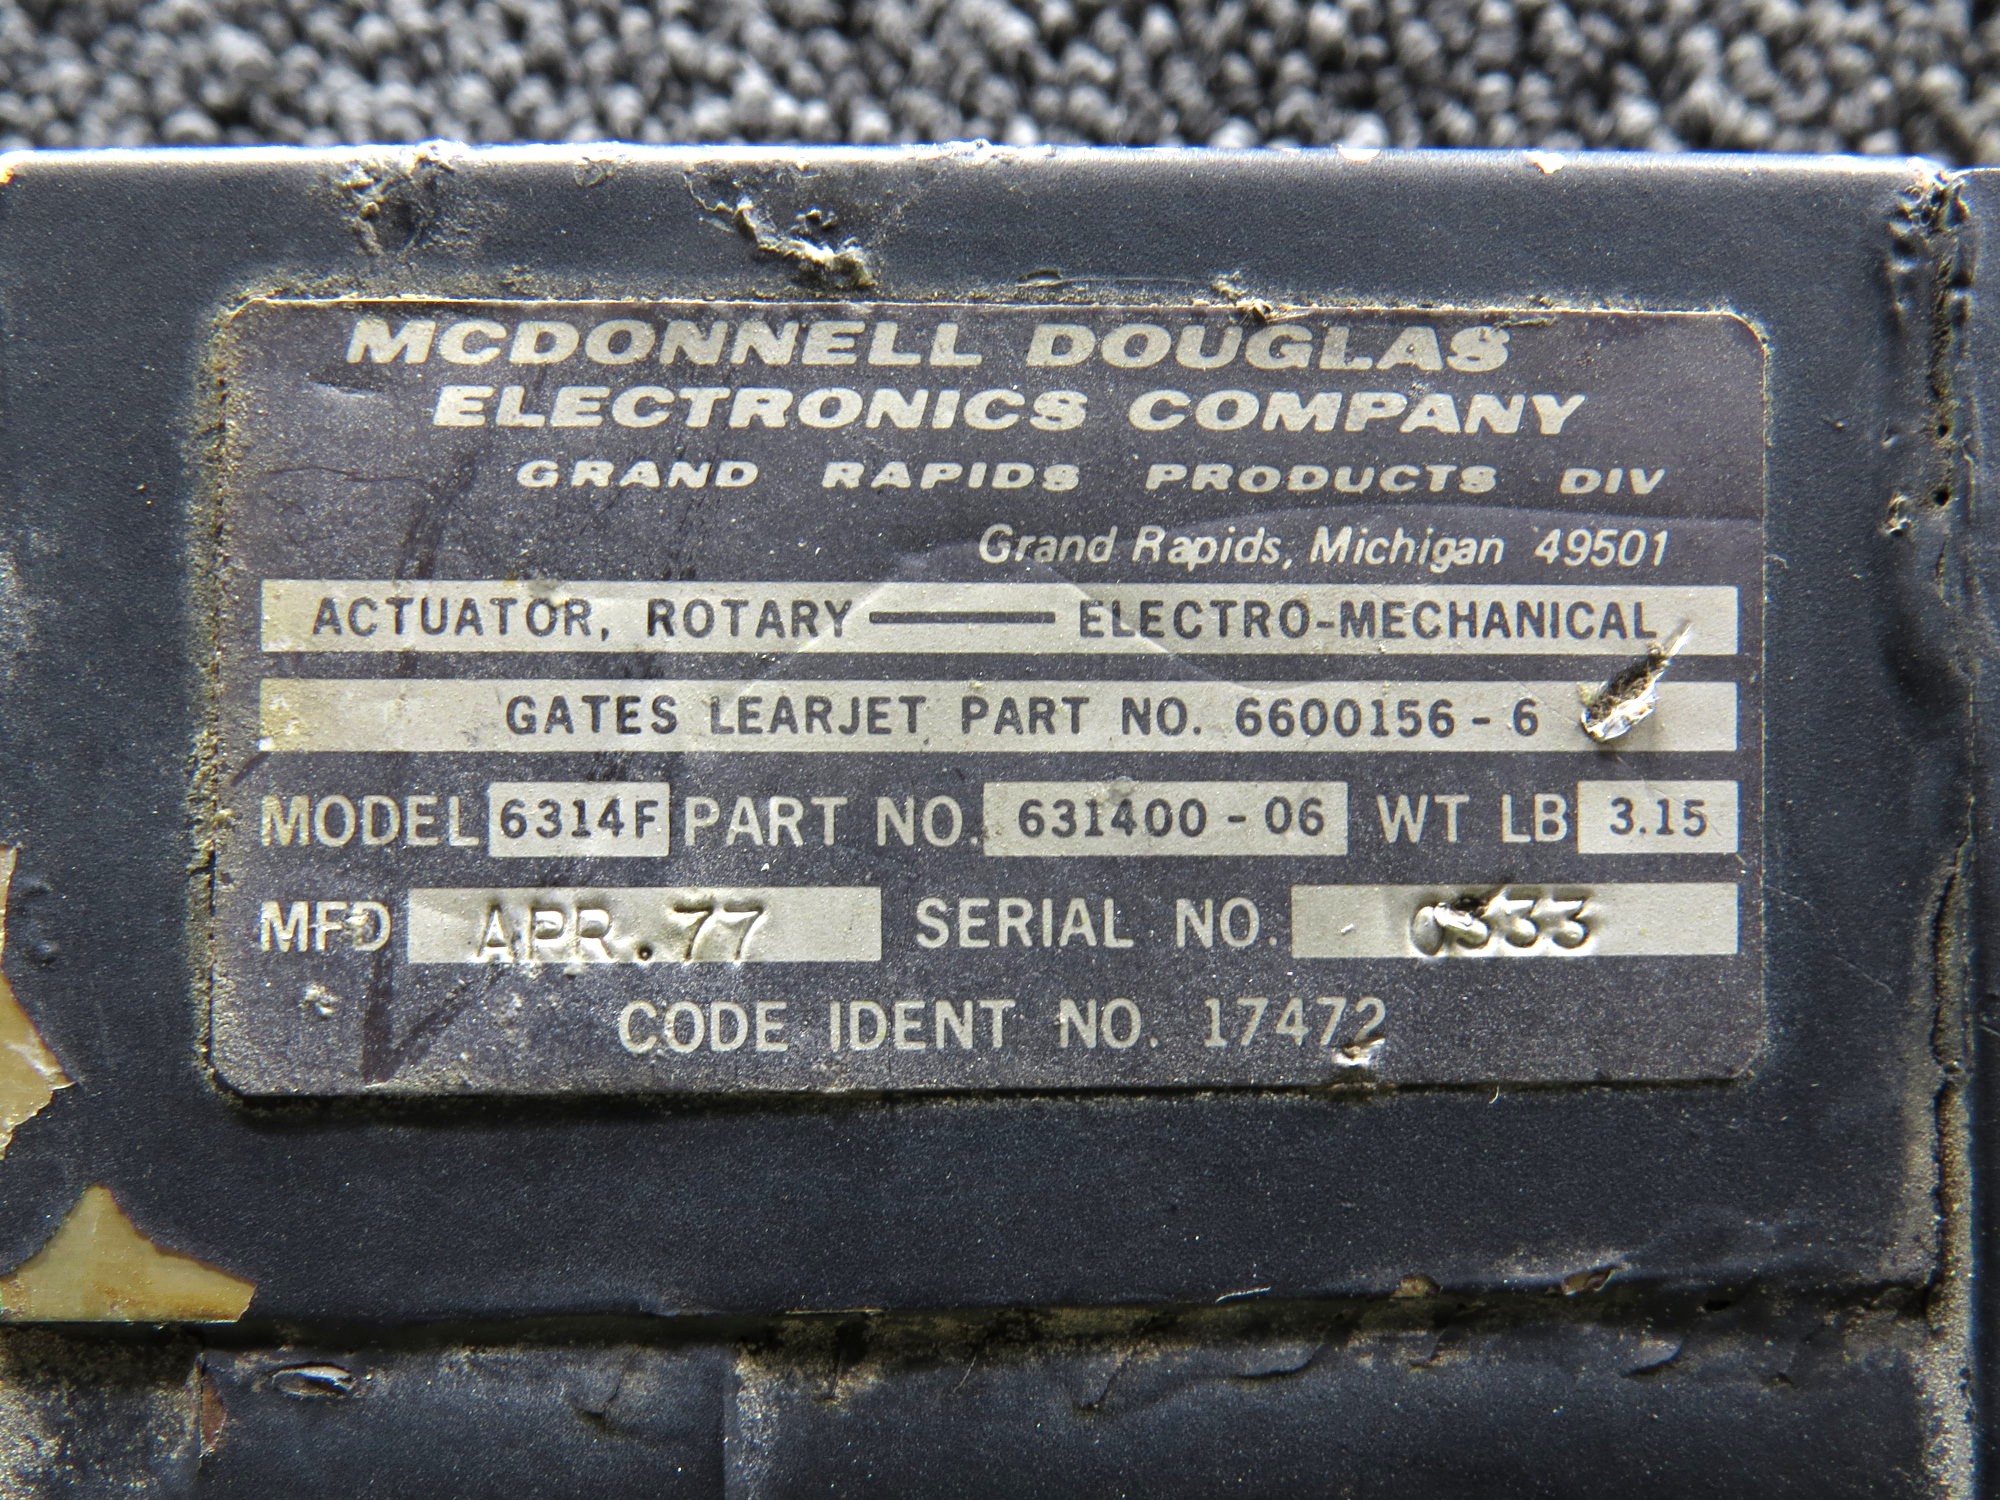 MCDONNELL DOUGLAS
ELECTRONICS COMPANY
GRAND RAPIDS PRODUCTS DIV
Grand Rapids, Michigan 49501
ACTUATOR, ROTARY — ELECTRO-MECHANICAL
GATES LEARJET PART NO. 6600156-6
MODEL 6314F PART NO. 631400-06 WT LB 3.15
MFD APR. 77 SERIAL NO.
CODE IDENT NO. 17472